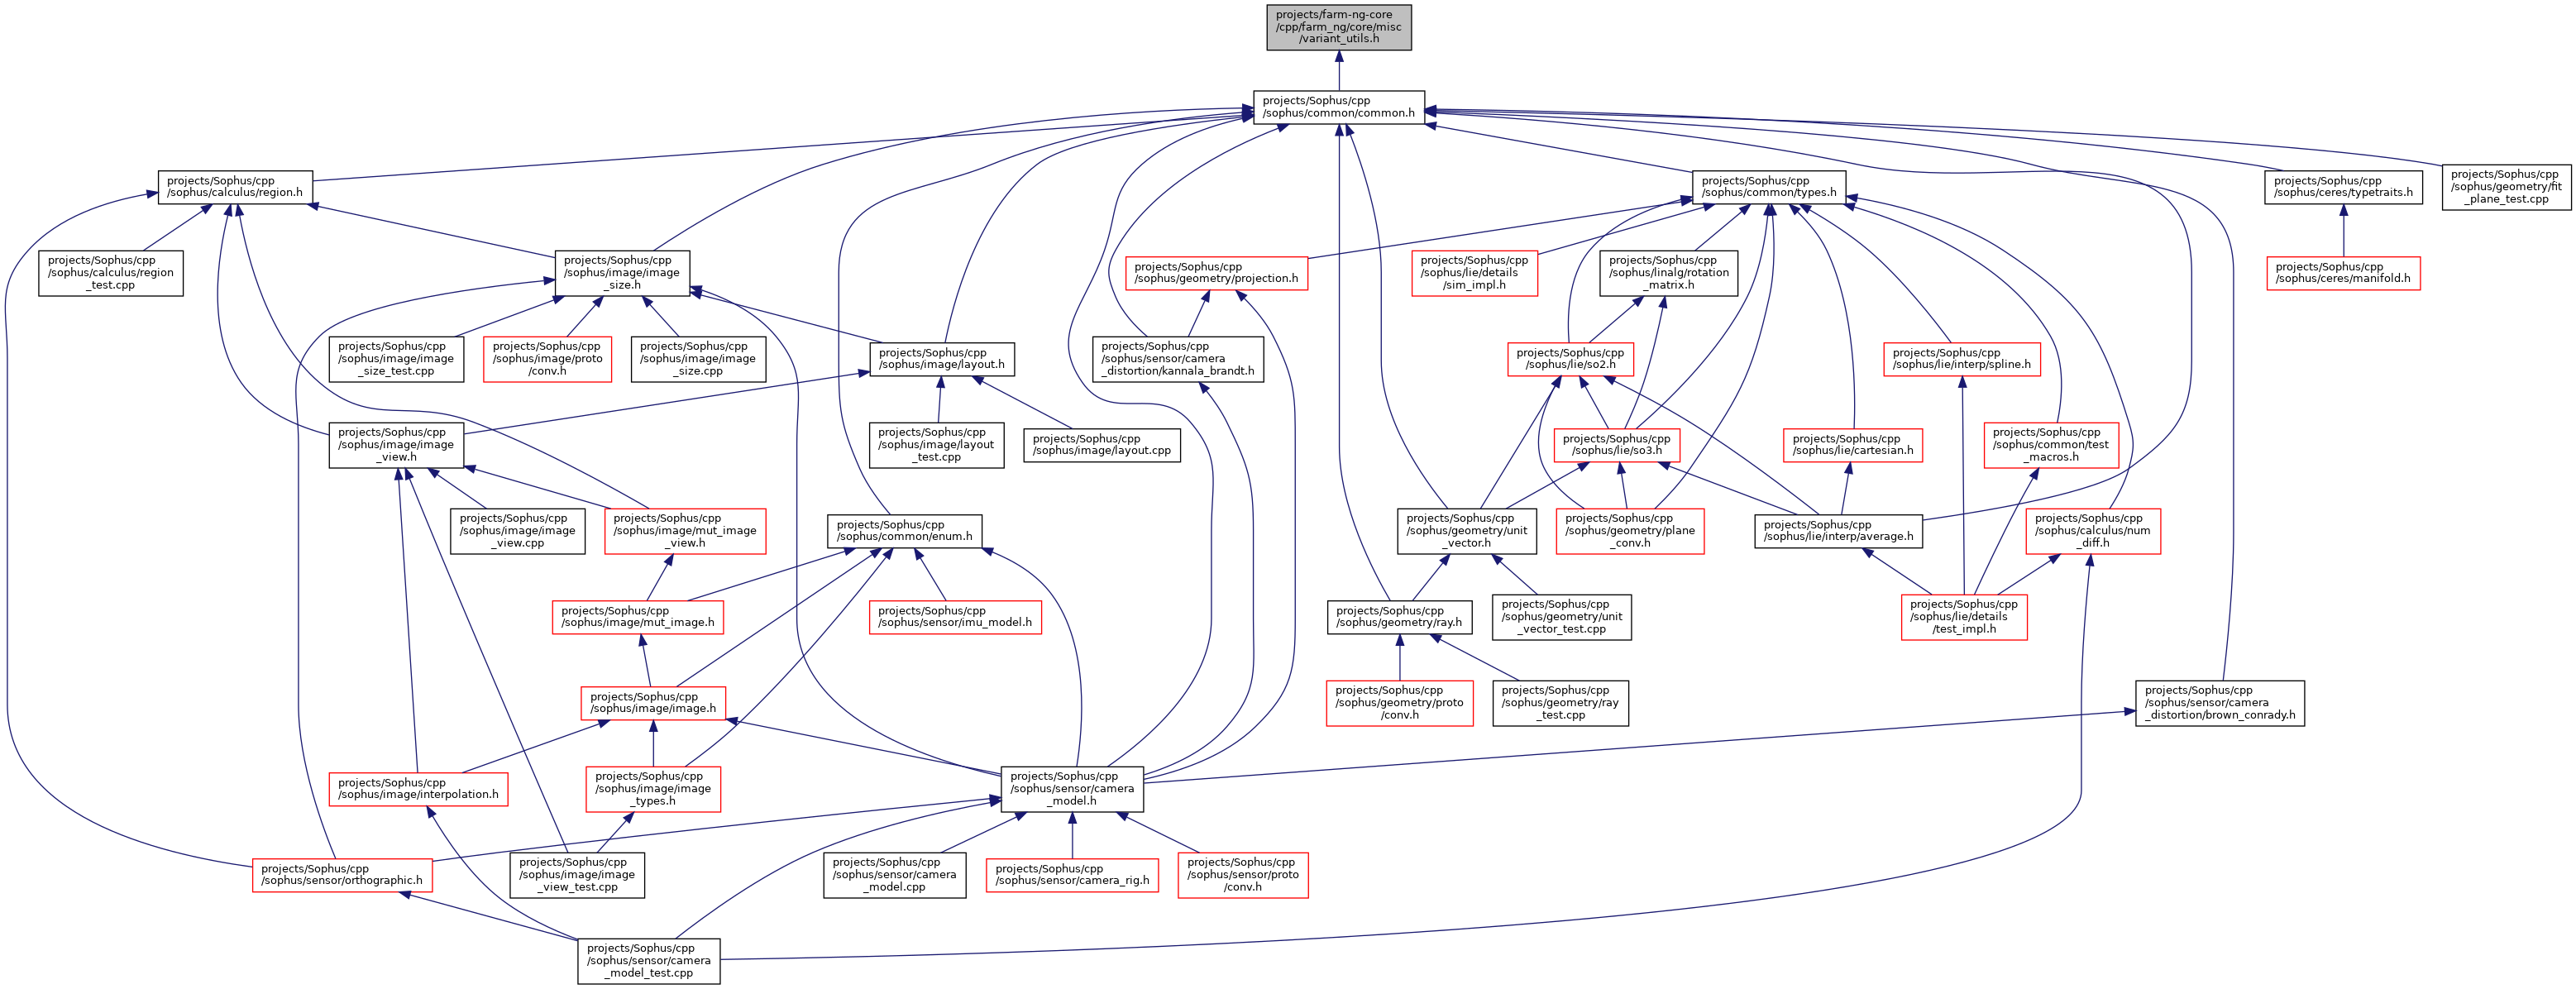 projects/farm-ng-core
/cpp/farm_ng/core/misc
/variant_utils.h
projects/Sophus/cpp
/sophus/common/common.h
projects/Sophus/cpp
/sophus/calculus/region.h
projects/Sophus/cpp
/sophus/common/types.h
projects/Sophus/cpp
/sophus/ceres/typetraits.h
projects/Sophus/cpp
/sophus/geometry/fit
_plane_test.cpp
projects/Sophus/cpp
/sophus/calculus/region
_test.cpp
projects/Sophus/cpp
/sophus/image/image
_size.h
projects/Sophus/cpp
/sophus/geometry/projection.h
projects/Sophus/cpp
/sophus/lie/details
/sim_impl.h
projects/Sophus/cpp
/sophus/linalg/rotation
_matrix.h
projects/Sophus/cpp
/sophus/ceres/manifold.h
projects/Sophus/cpp
/sophus/image/image
_size_test.cpp
projects/Sophus/cpp
/sophus/image/proto
/conv.h
projects/Sophus/cpp
/sophus/image/image
_size.cpp
projects/Sophus/cpp
/sophus/image/layout.h
projects/Sophus/cpp
/sophus/sensor/camera
_distortion/kannala_brandt.h
projects/Sophus/cpp
/sophus/lie/so2.h
projects/Sophus/cpp
/sophus/lie/interp/spline.h
projects/Sophus/cpp
/sophus/image/image
_view.h
projects/Sophus/cpp
/sophus/image/layout
_test.cpp
projects/Sophus/cpp
/sophus/image/layout.cpp
projects/Sophus/cpp
/sophus/lie/so3.h
projects/Sophus/cpp
/sophus/lie/cartesian.h
projects/Sophus/cpp
/sophus/common/test
_macros.h
projects/Sophus/cpp
/sophus/image/image
_view.cpp
projects/Sophus/cpp
/sophus/image/mut_image
_view.h
projects/Sophus/cpp
/sophus/common/enum.h
projects/Sophus/cpp
/sophus/geometry/unit
_vector.h
projects/Sophus/cpp
/sophus/geometry/plane
_conv.h
projects/Sophus/cpp
/sophus/lie/interp/average.h
projects/Sophus/cpp
/sophus/calculus/num
_diff.h
projects/Sophus/cpp
/sophus/image/mut_image.h
projects/Sophus/cpp
/sophus/sensor/imu_model.h
projects/Sophus/cpp
/sophus/geometry/ray.h
projects/Sophus/cpp
/sophus/geometry/unit
_vector_test.cpp
projects/Sophus/cpp
/sophus/lie/details
/test_impl.h
projects/Sophus/cpp
/sophus/image/image.h
projects/Sophus/cpp
/sophus/geometry/proto
/conv.h
projects/Sophus/cpp
/sophus/geometry/ray
_test.cpp
projects/Sophus/cpp
/sophus/sensor/camera
_distortion/brown_conrady.h
projects/Sophus/cpp
/sophus/image/interpolation.h
projects/Sophus/cpp
/sophus/image/image
_types.h
projects/Sophus/cpp
/sophus/sensor/camera
_model.h
projects/Sophus/cpp
/sophus/sensor/orthographic.h
projects/Sophus/cpp
/sophus/image/image
_view_test.cpp
projects/Sophus/cpp
/sophus/sensor/camera
_model.cpp
projects/Sophus/cpp
/sophus/sensor/camera_rig.h
projects/Sophus/cpp
/sophus/sensor/proto
/conv.h
projects/Sophus/cpp
/sophus/sensor/camera
_model_test.cpp